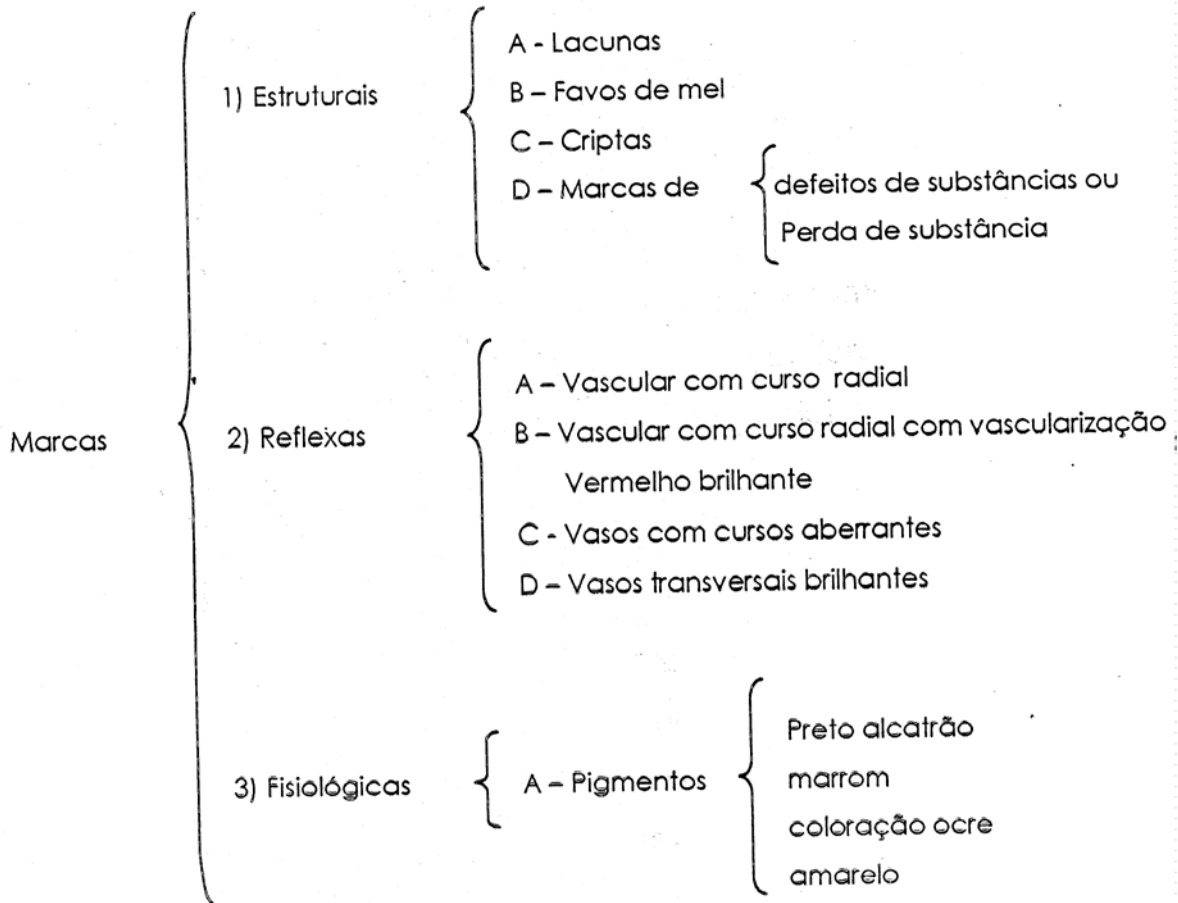 A - Lacunas
1) Estruturais
B – Favos de mel
C – Criptas
D – Marcas de
defeitos de substâncias ou
Perda de substância
A – Vascular com curso radial
Marcas
2) Reflexas
B – Vascular com curso radial com vascularização
Vermelho brilhante
C - Vasos com cursos aberrantes
D – Vasos transversais brilhantes
3) Fisiológicas
A – Pigmentos
Preto alcatrão
marrom
coloração ocre
amarelo